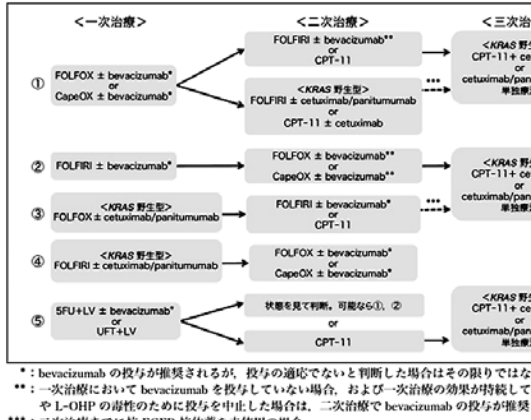 ＜一次治療＞
＜二次治療＞
＜三次治療
①
FOLFOX ± bevacizumab*
or
CapeOX ± bevacizumab*
FOLFIRI ± bevacizumab**
or
CPT-11
＜KRAS 野生型＞
FOLFIRI ± cetuximab/panitumumab
or
CPT-11 ± cetuximab
***
＜KRAS 野生
CPT-11+ cet
or
cetuximab/panit
単独療
②
FOLFIRI ± bevacizumab*
FOLFOX ± bevacizumab**
or
CapeOX ± bevacizumab**
③
＜KRAS 野生型＞
FOLFOX ± cetuximab/panitumumab
FOLFIRI ± bevacizumab*
or
CPT-11
***
＜KRAS 野生
CPT-11+ cet
or
cetuximab/panit
単独療
④
＜KRAS 野生型＞
FOLFIRI ± cetuximab/panitumumab
FOLFOX ± bevacizumab*
or
CapeOX ± bevacizumab*
⑤
5FU+LV ± bevacizumab*
or
UFT+LV
状態を見て判断。可能なら①, ②
or
CPT-11
＜KRAS 野生
CPT-11+ cet
or
cetuximab/panit
単独療
*：bevacizumab の投与が推奨されるが，投与の適応でないと判断した場合はその限りではな
**：一次治療において bevacizumab を投与していない場合，および一次治療の効果が持続して
や L-OHP の毒性のために投与を中止した場合は，二次治療で bevacizumab の投与が推奨